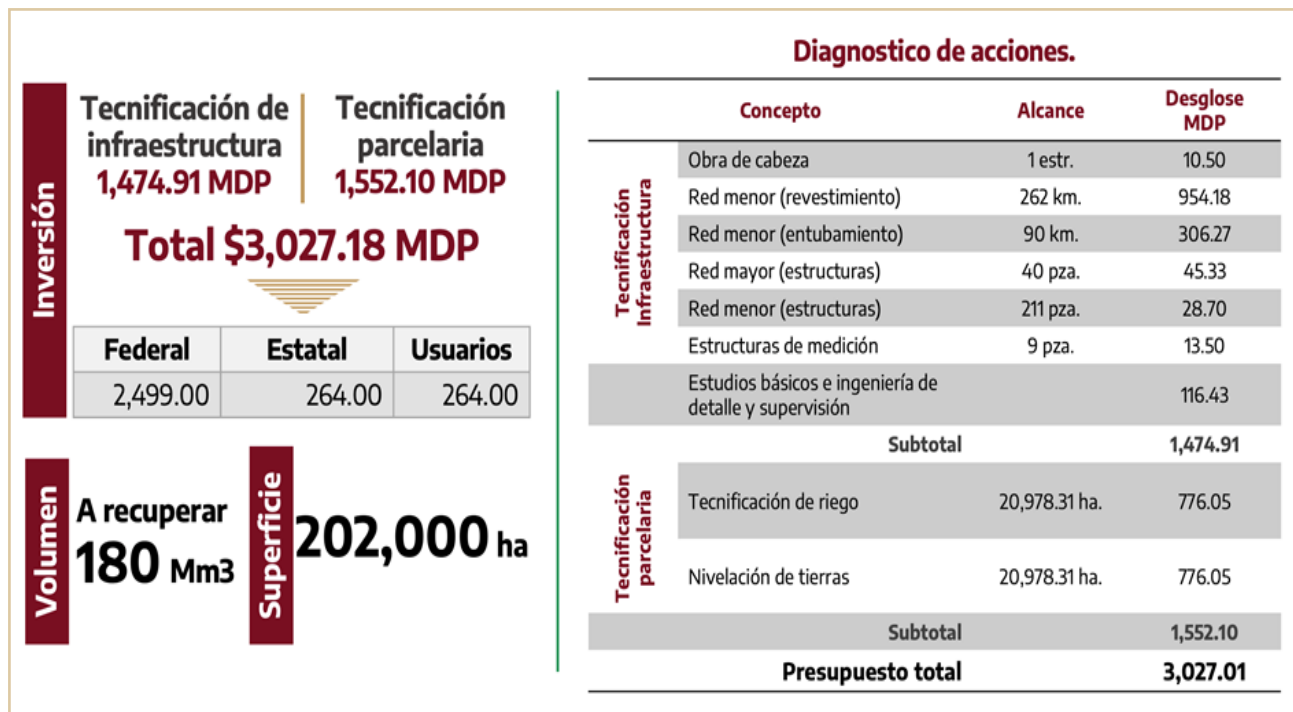 Inversión
Tecnificación de
infraestructura
1,474.91 MDP
Tecnificación
parcelaria
1,552.10 MDP
Total $3,027.18 MDP
Federal Estatal Usuarios
2,499.00 264.00 264.00
Volumen
A recuperar
180 Mm3
Superficie
202,000 ha
Diagnostico de acciones.
Concepto Alcance Desglose
MDP
Tecnificación
Infraestructura
Obra de cabeza 1 estr. 10.50
Red menor (revestimiento) 262 km. 954.18
Red menor (entubamiento) 90 km. 306.27
Red mayor (estructuras) 40 pza. 45.33
Red menor (estructuras) 211 pza. 28.70
Estructuras de medición 9 pza. 13.50
Estudios básicos e ingeniería de
detalle y supervisión 116.43
Subtotal 1,474.91
Tecnificación
parcelaria
Tecnificación de riego 20,978.31 ha. 776.05
Nivelación de tierras 20,978.31 ha. 776.05
Subtotal 1,552.10
Presupuesto total 3,027.01